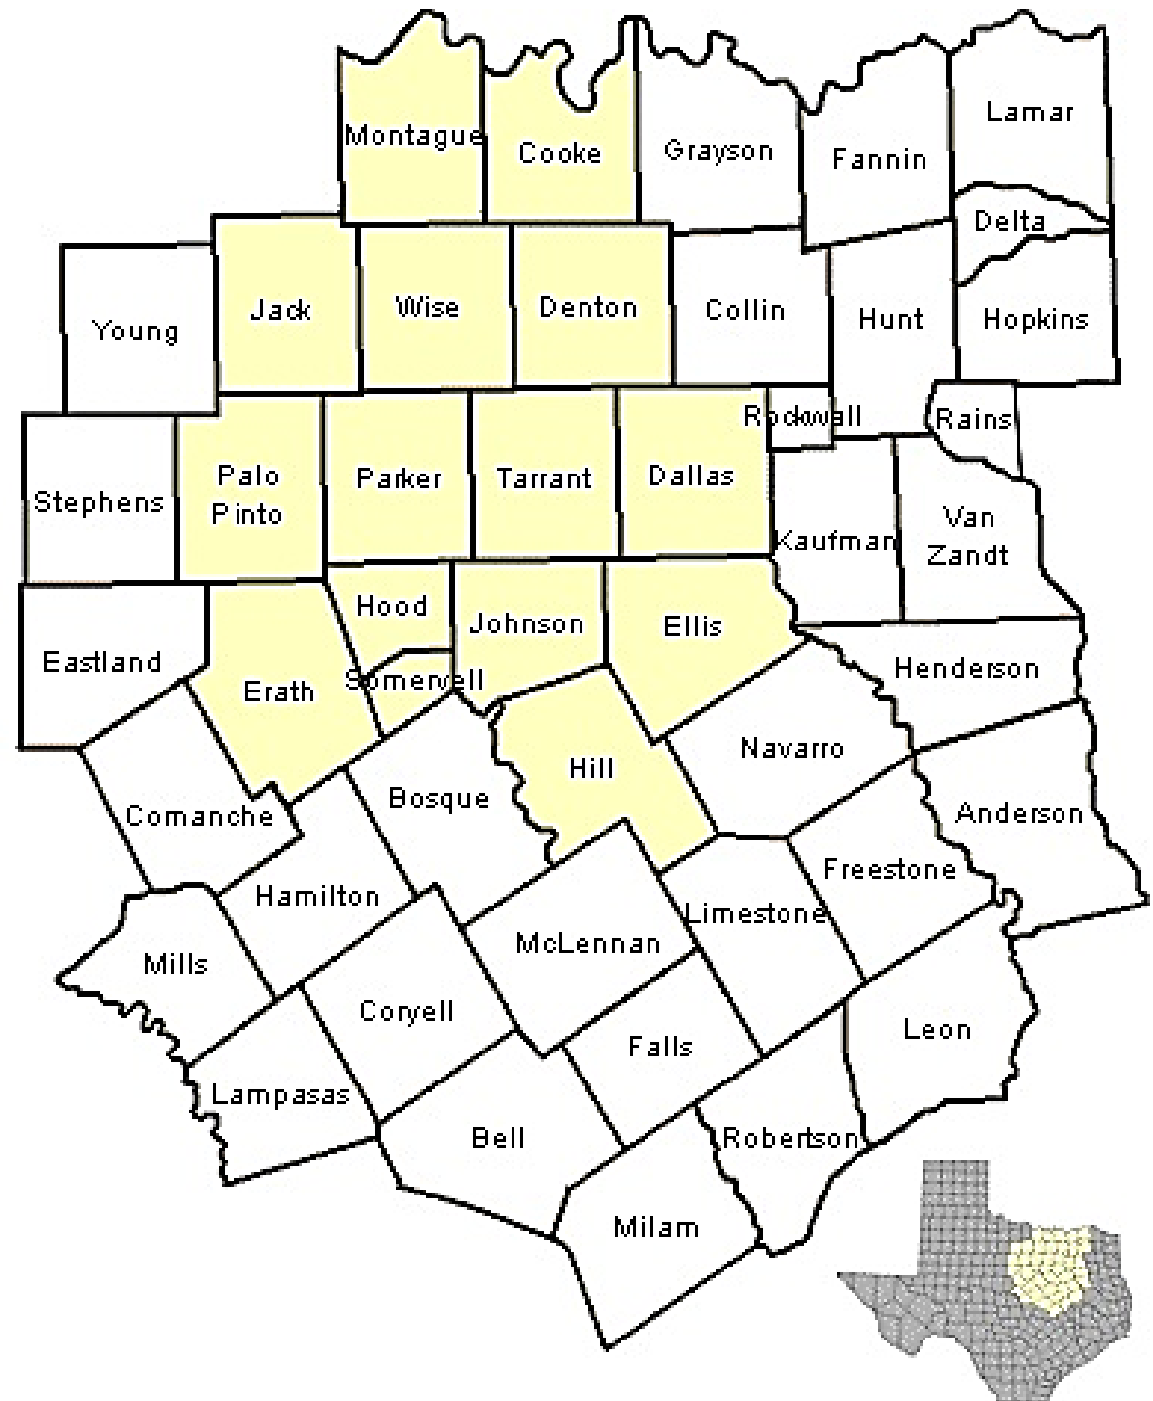 Montague
Cooke
Grayson
Fannin
Lamar
Delta
Young
Jack
Wise
Denton
Collin
Hunt
Hopkins
Stephens
Palo
Pinto
Parker
Tarrant
Dallas
Rockwall
Rains
Kaufman
Van
Zandt
Eastland
Erath
Hood
Somervell
Johnson
Ellis
Henderson
Comanche
Bosque
Hill
Navarro
Anderson
Hamilton
Limestone
Freestone
Mills
McLennan
Coryell
Falls
Leon
Lampasas
Bell
Robertson
Milam